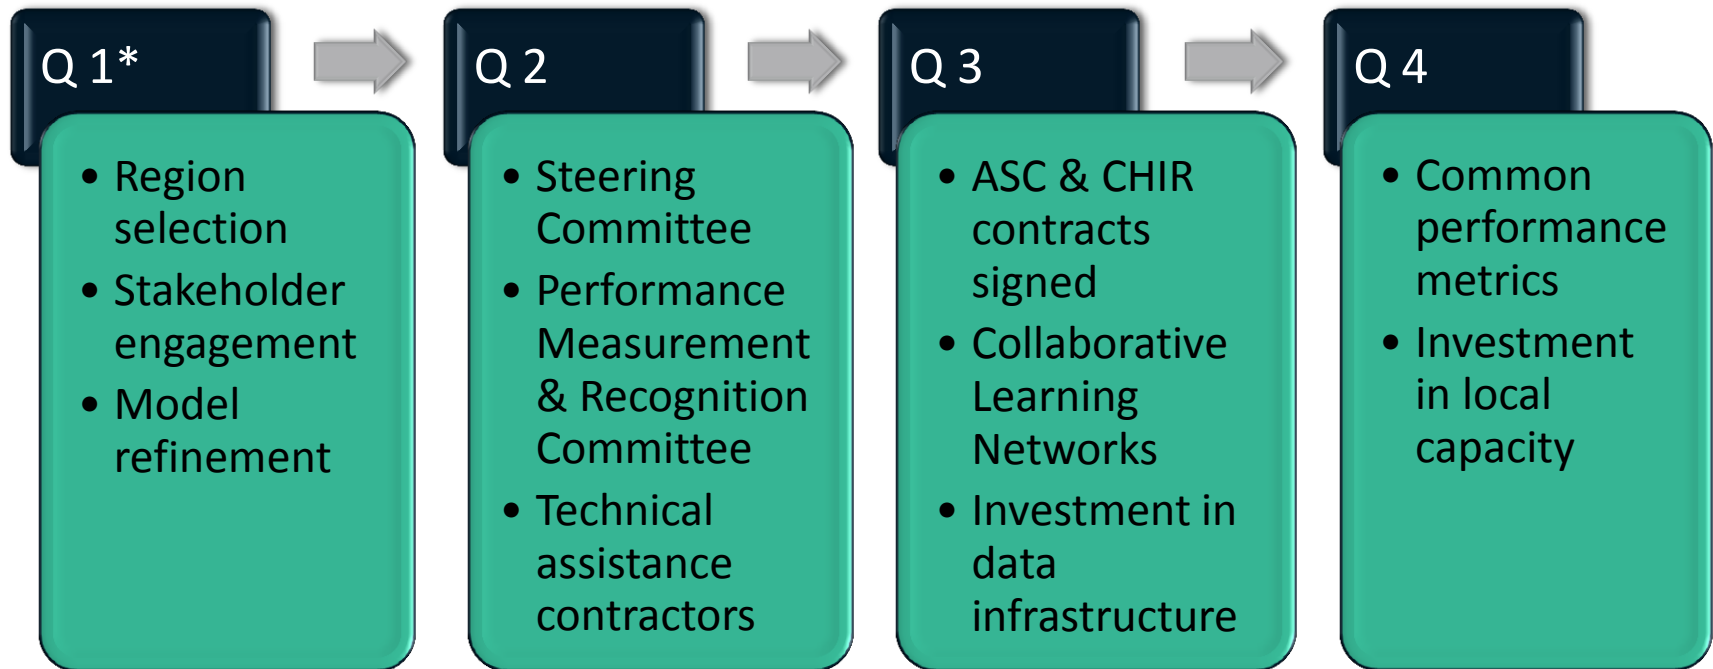 Q 1*
• Region
selection
• Stakeholder
engagement
• Model
refinement
Q 2
• Steering
Committee
• Performance
Measurement
& Recognition
Committee
• Technical
assistance
contractors
Q 3
• ASC & CHIR
contracts
signed
• Collaborative
Learning
Networks
• Investment in
data
infrastructure
Q 4
• Common
performance
metrics
• Investment
in local
capacity